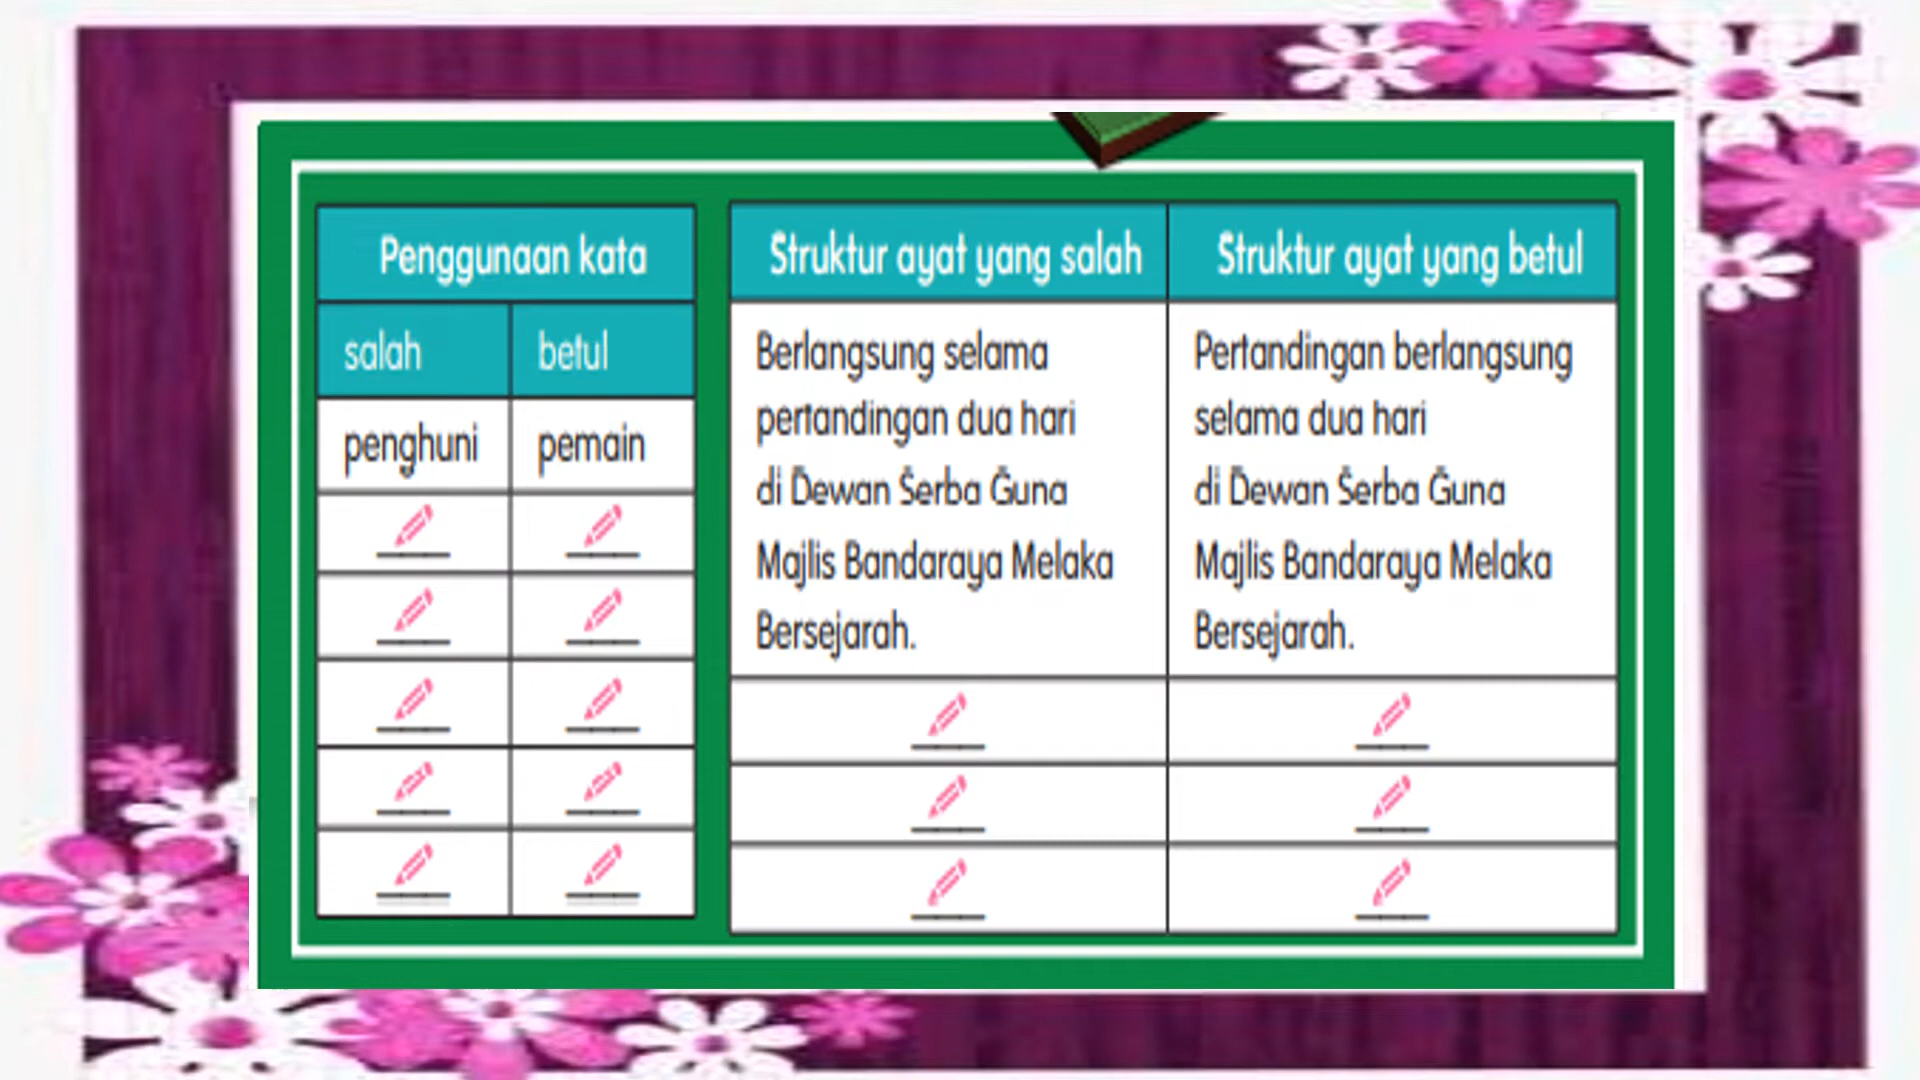 Penggunaan kata
salah betul
penghuni pemain
Struktur ayat yang salah Struktur ayat yang betul
Berlangsung selama
pertandingan dua hari
di Dewan Serba Guna
Majlis Bandaraya Melaka
Bersejarah.
Pertandingan berlangsung
selama dua hari
di Dewan Serba Guna
Majlis Bandaraya Melaka
Bersejarah.